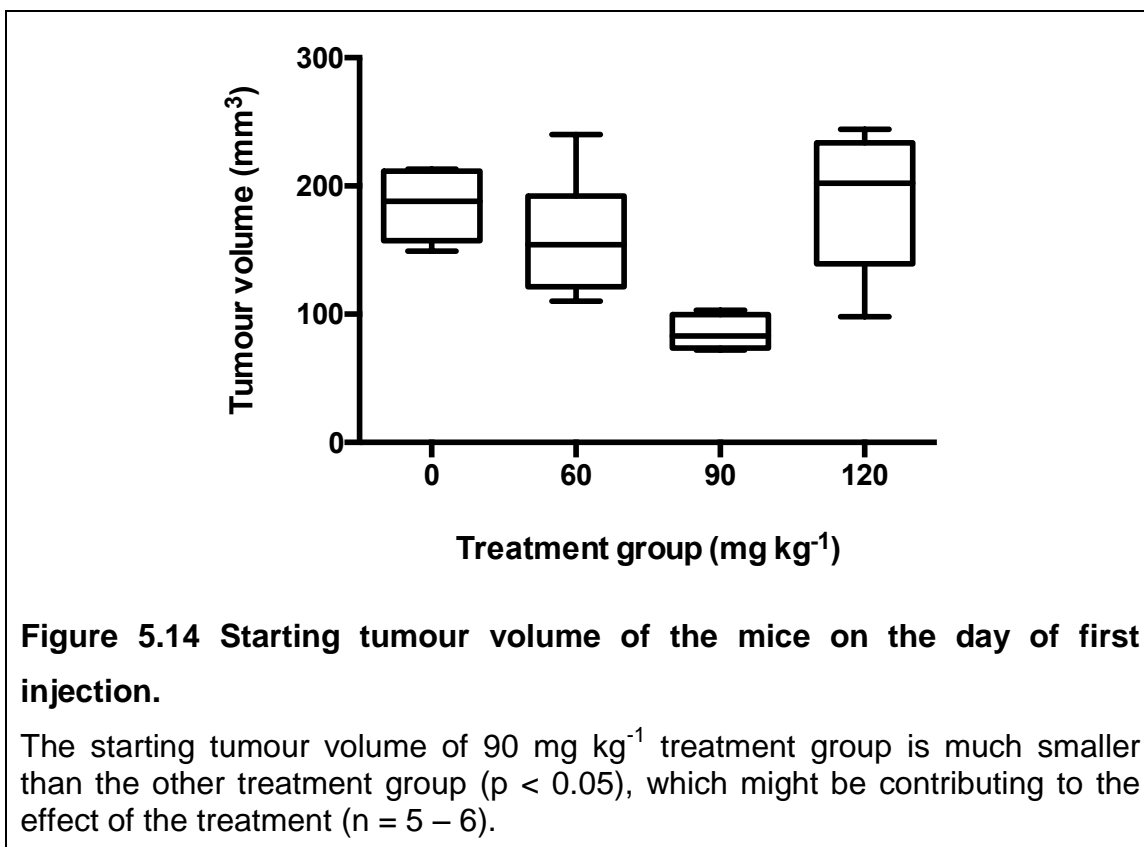 300
200
100
0
Tumour volume (mm³)
0 60 90 120
Treatment group (mg kg⁻¹)
Figure 5.14 Starting tumour volume of the mice on the day of first
injection.
The starting tumour volume of 90 mg kg⁻¹ treatment group is much smaller
than the other treatment group (p < 0.05), which might be contributing to the
effect of the treatment (n = 5 – 6).